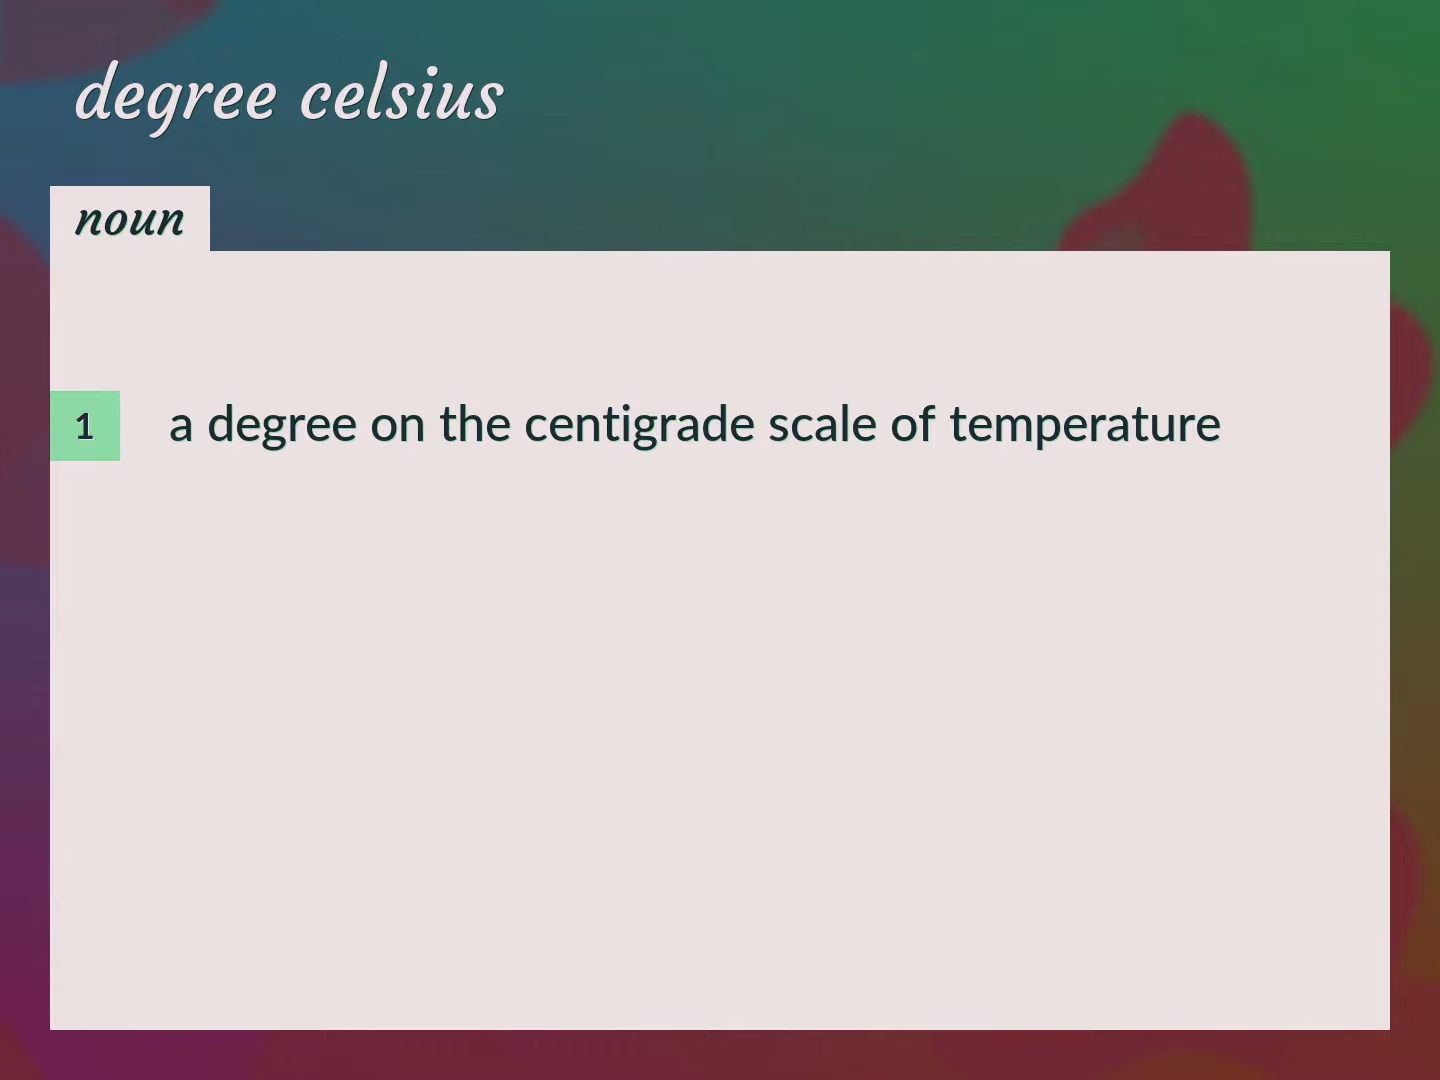 degree celsius
noun
1 a degree on the centigrade scale of temperature